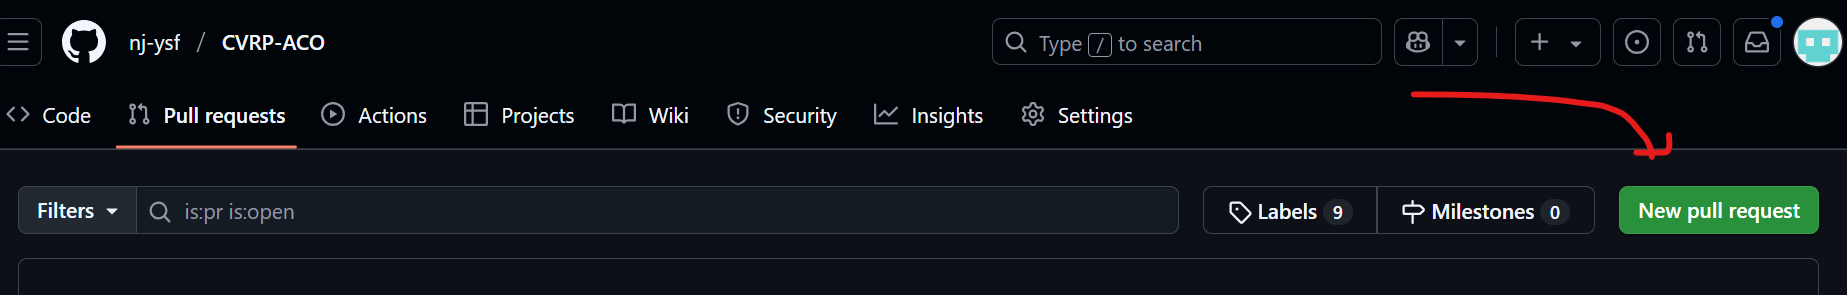 nj-ysf / CVRP-ACO
Type / to search
Code Pull requests Actions Projects Wiki Security Insights Settings
Filters is:pr is:open Labels 9 Milestones 0 New pull request